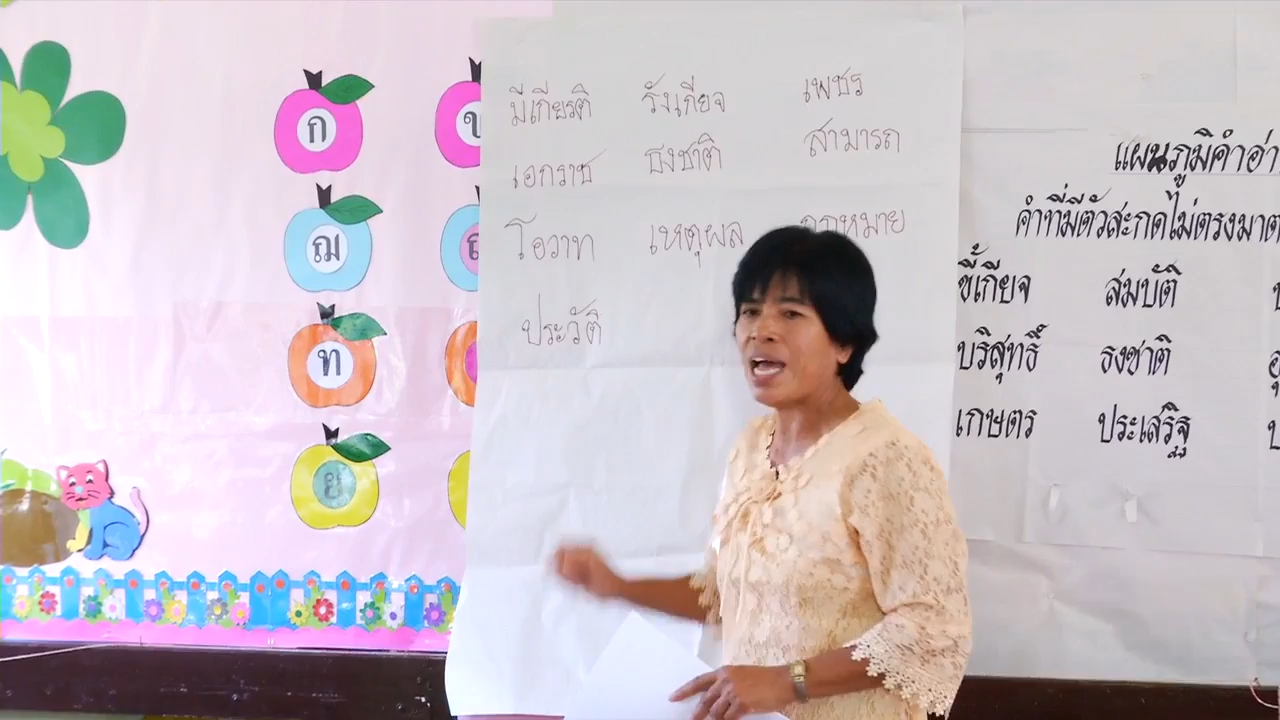 ก
ฌ
ท
ย
มีเกียรติ รังเกียจ เพชร
เอกราช ธงชาติ สามารถ
โอวาท เหตุผล
ประวัติ
แผนภูมิคำอ่า
คำที่มีตัวสะกดไม่ตรงมาต
ขี้เกียจ สมบัติ
บริสุทธิ์ ธงชาติ
เกษตร ประเสริฐ